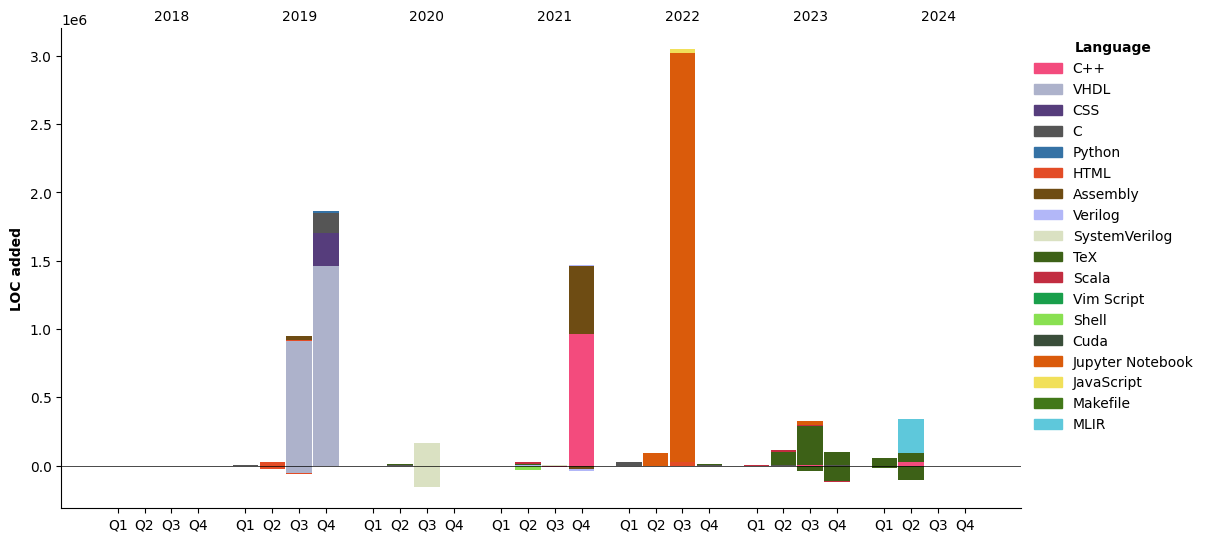 1e6
2018 2019 2020 2021 2022 2023 2024
LOC added
3.0
2.5
2.0
1.5
1.0
0.5
0.0
Q1 Q2 Q3 Q4 Q1 Q2 Q3 Q4 Q1 Q2 Q3 Q4 Q1 Q2 Q3 Q4 Q1 Q2 Q3 Q4 Q1 Q2 Q3 Q4 Q1 Q2 Q3 Q4
Language
C++
VHDL
CSS
C
Python
HTML
Assembly
Verilog
SystemVerilog
TeX
Scala
Vim Script
Shell
Cuda
Jupyter Notebook
JavaScript
Makefile
MLIR